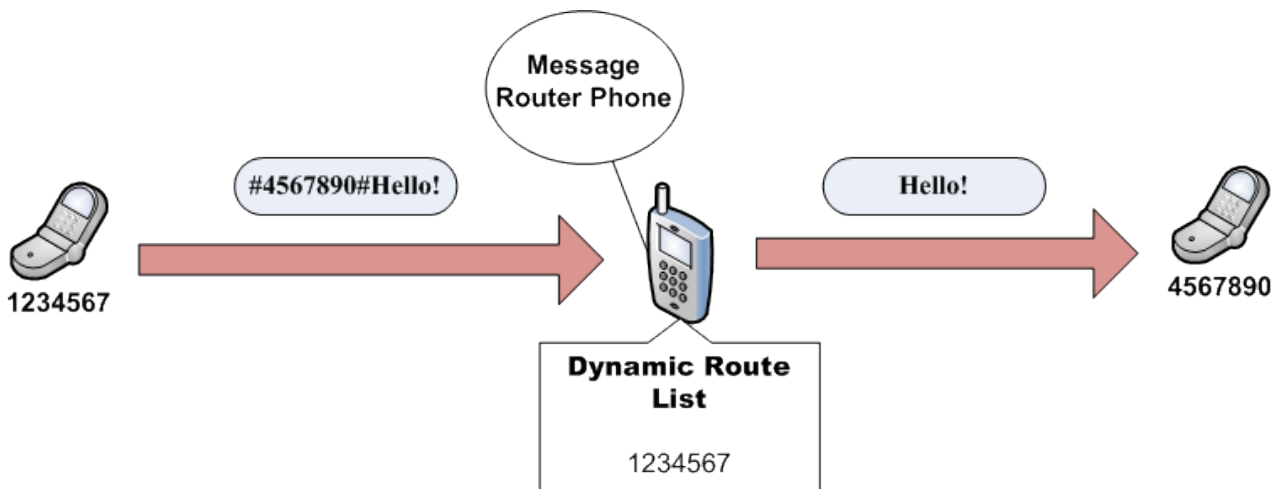 Message
Router Phone
#4567890#Hello!
Hello!
1234567
4567890
Dynamic Route
List
1234567